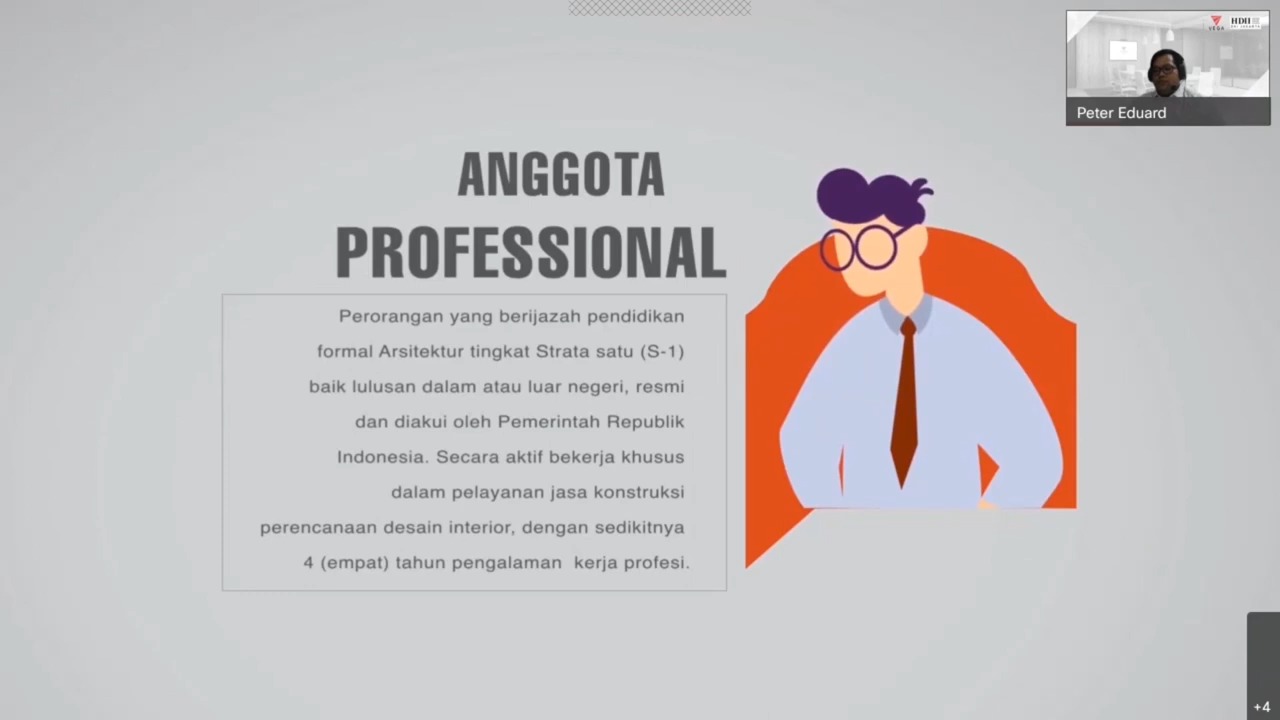 ANGGOTA
PROFESSIONAL
Perorangan yang berijazah pendidikan
formal Arsitektur tingkat Strata satu (S-1)
baik lulusan dalam atau luar negeri, resmi
dan diakui oleh Pemerintah Republik
Indonesia. Secara aktif bekerja khusus
dalam pelayanan jasa konstruksi
perencanaan desain interior, dengan sedikitnya
4 (empat) tahun pengalaman kerja profesi.
VEGA
HDII
Peter Eduard
+4